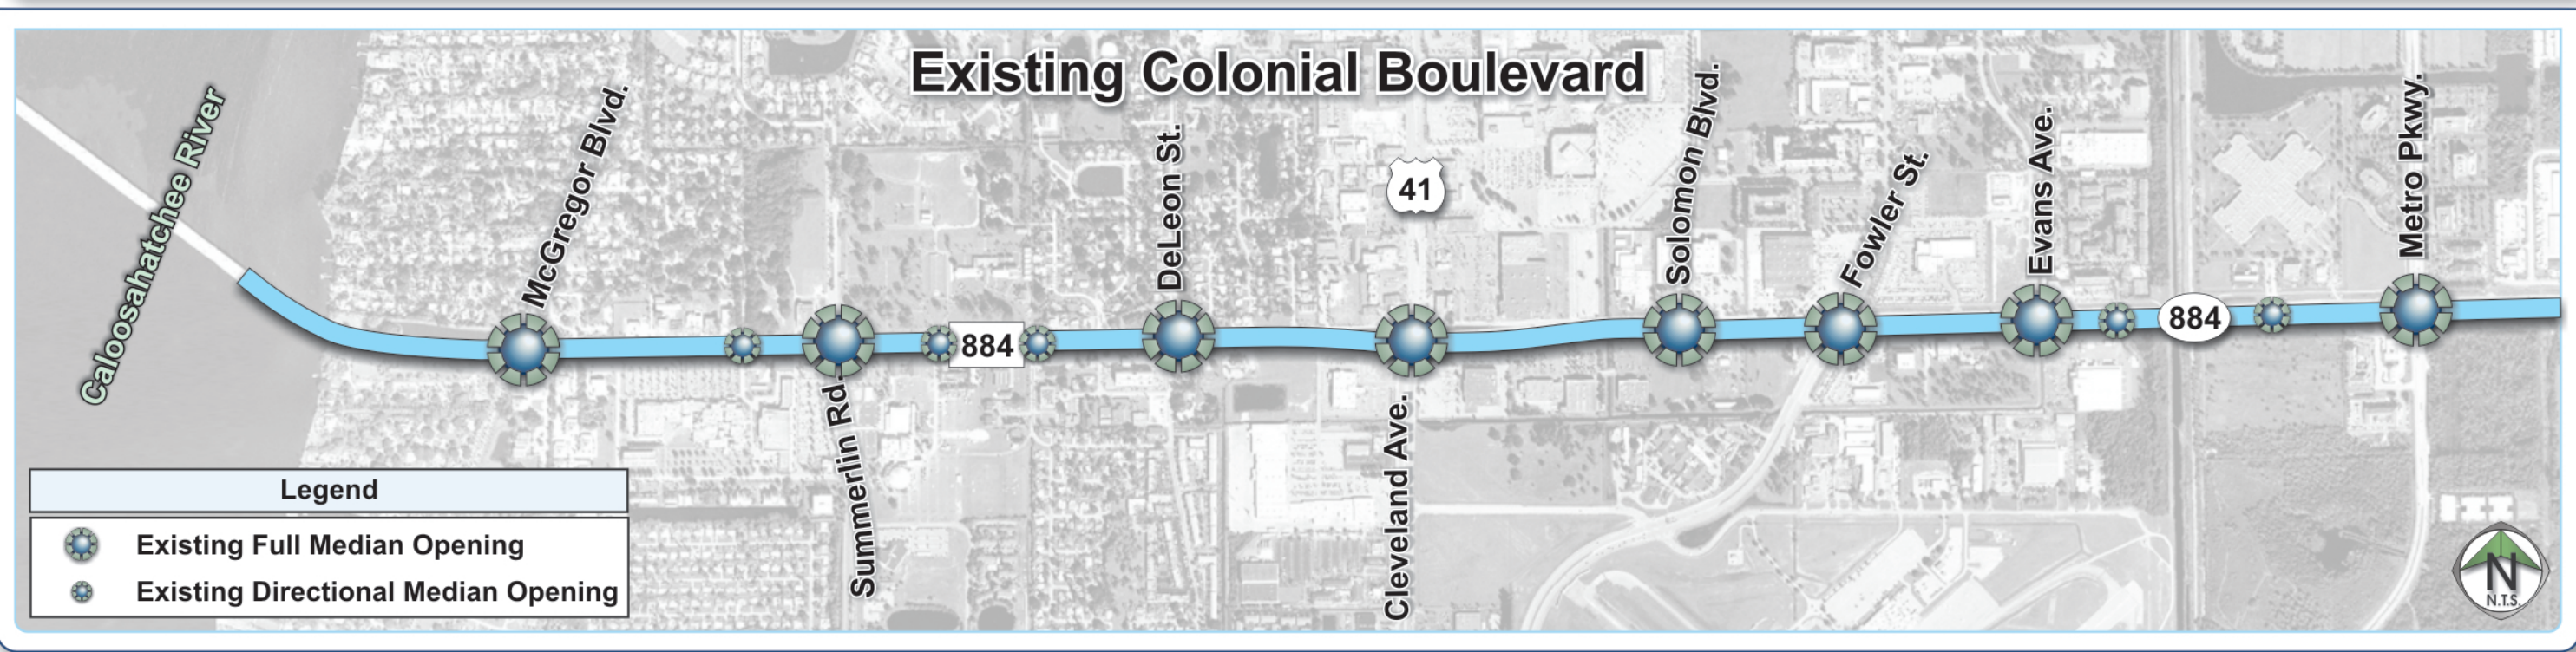 Existing Colonial Boulevard
Caloosahatchee River
McGregor Blvd.
Summerlin Rd.
884
DeLeon St.
41
Cleveland Ave.
Solomon Blvd.
Fowler St.
Evans Ave.
884
Metro Pkwy.
Legend
Existing Full Median Opening
Existing Directional Median Opening
N
N.T.S.